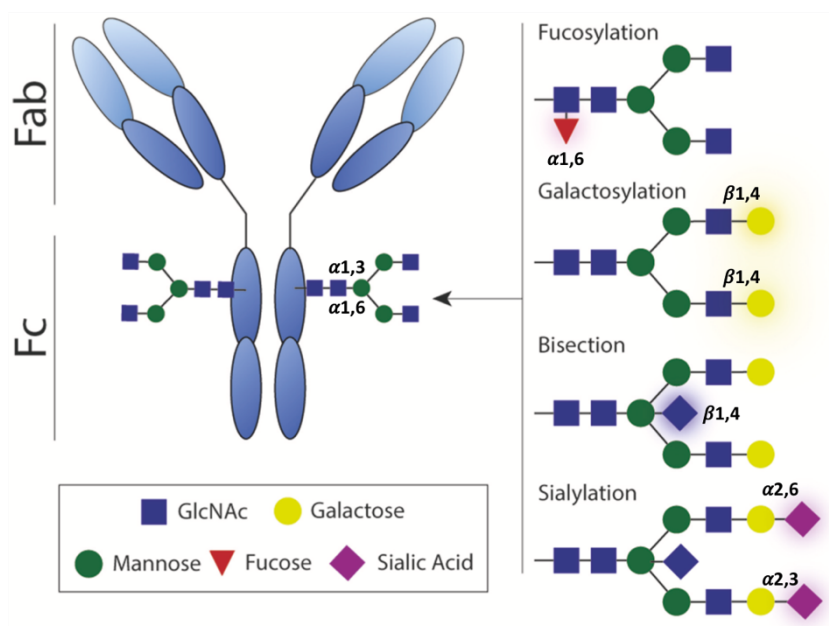 Fab
Fc
α1,3
α1,6
Fucosylation
α1,6
Galactosylation
β1,4
β1,4
Bisection
β1,4
Sialylation
α2,6
α2,3
GlcNAc Galactose
Mannose Fucose Sialic Acid